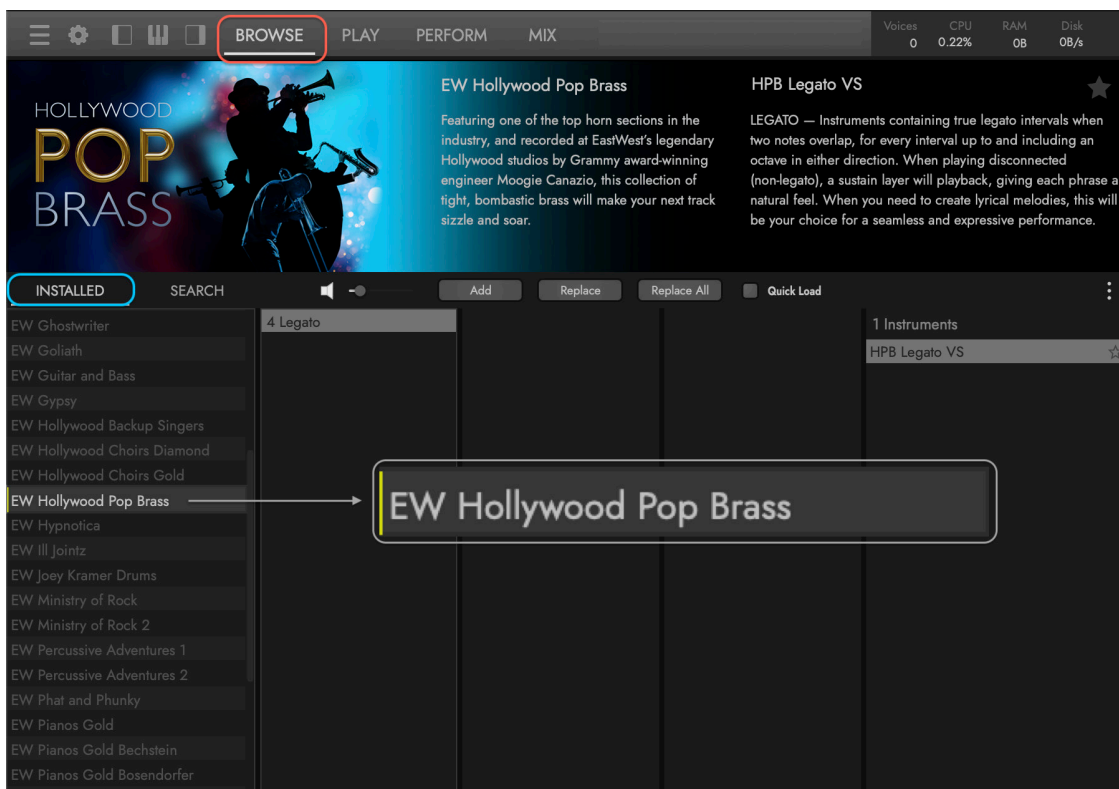 BROWSE PLAY PERFORM MIX
Voices CPU RAM Disk
0 0.22% 0B 0B/s
HOLLYWOOD
POP
BRASS
EW Hollywood Pop Brass
Featuring one of the top horn sections in the
industry, and recorded at EastWest's legendary
Hollywood studios by Grammy award-winning
engineer Moogie Canazio, this collection of
tight, bombastic brass will make your next track
sizzle and soar.
HPB Legato VS
LEGATO — Instruments containing true legato intervals when
two notes overlap, for every interval up to and including an
octave in either direction. When playing disconnected
(non-legato), a sustain layer will playback, giving each phrase a
natural feel. When you need to create lyrical melodies, this will
be your choice for a seamless and expressive performance.
INSTALLED SEARCH Add Replace Replace All Quick Load
EW Ghostwriter
EW Goliath
EW Guitar and Bass
EW Gypsy
EW Hollywood Backup Singers
EW Hollywood Choirs Diamond
EW Hollywood Choirs Gold
EW Hollywood Pop Brass
EW Hypnotica
EW Ill Jointz
EW Joey Kramer Drums
EW Ministry of Rock
EW Ministry of Rock 2
EW Percussive Adventures 1
EW Percussive Adventures 2
EW Phat and Phunky
EW Pianos Gold
EW Pianos Gold Bechstein
EW Pianos Gold Bosendorfer
4 Legato
EW Hollywood Pop Brass
1 Instruments
HPB Legato VS